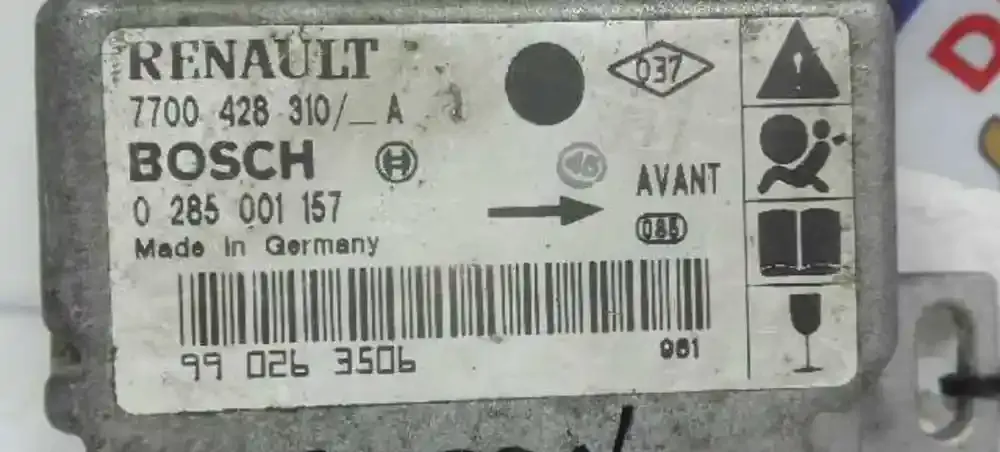 RENAULT
037
7700 428 310/_A
BOSCH
AVANT
0 285 001 157
085
Made in Germany
99 026 3506
961